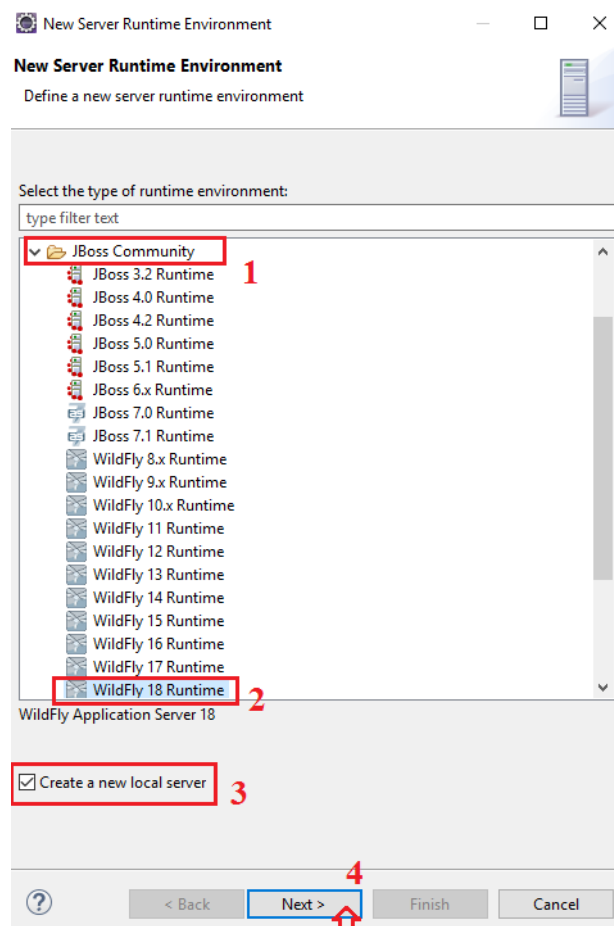 New Server Runtime Environment
New Server Runtime Environment
Define a new server runtime environment
Select the type of runtime environment:
type filter text
JBoss Community
1
JBoss 3.2 Runtime
JBoss 4.0 Runtime
JBoss 4.2 Runtime
JBoss 5.0 Runtime
JBoss 5.1 Runtime
JBoss 6.x Runtime
JBoss 7.0 Runtime
JBoss 7.1 Runtime
WildFly 8.x Runtime
WildFly 9.x Runtime
WildFly 10.x Runtime
WildFly 11 Runtime
WildFly 12 Runtime
WildFly 13 Runtime
WildFly 14 Runtime
WildFly 15 Runtime
WildFly 16 Runtime
WildFly 17 Runtime
WildFly 18 Runtime 2
WildFly Application Server 18
Create a new local server 3
4
? < Back Next > Finish Cancel